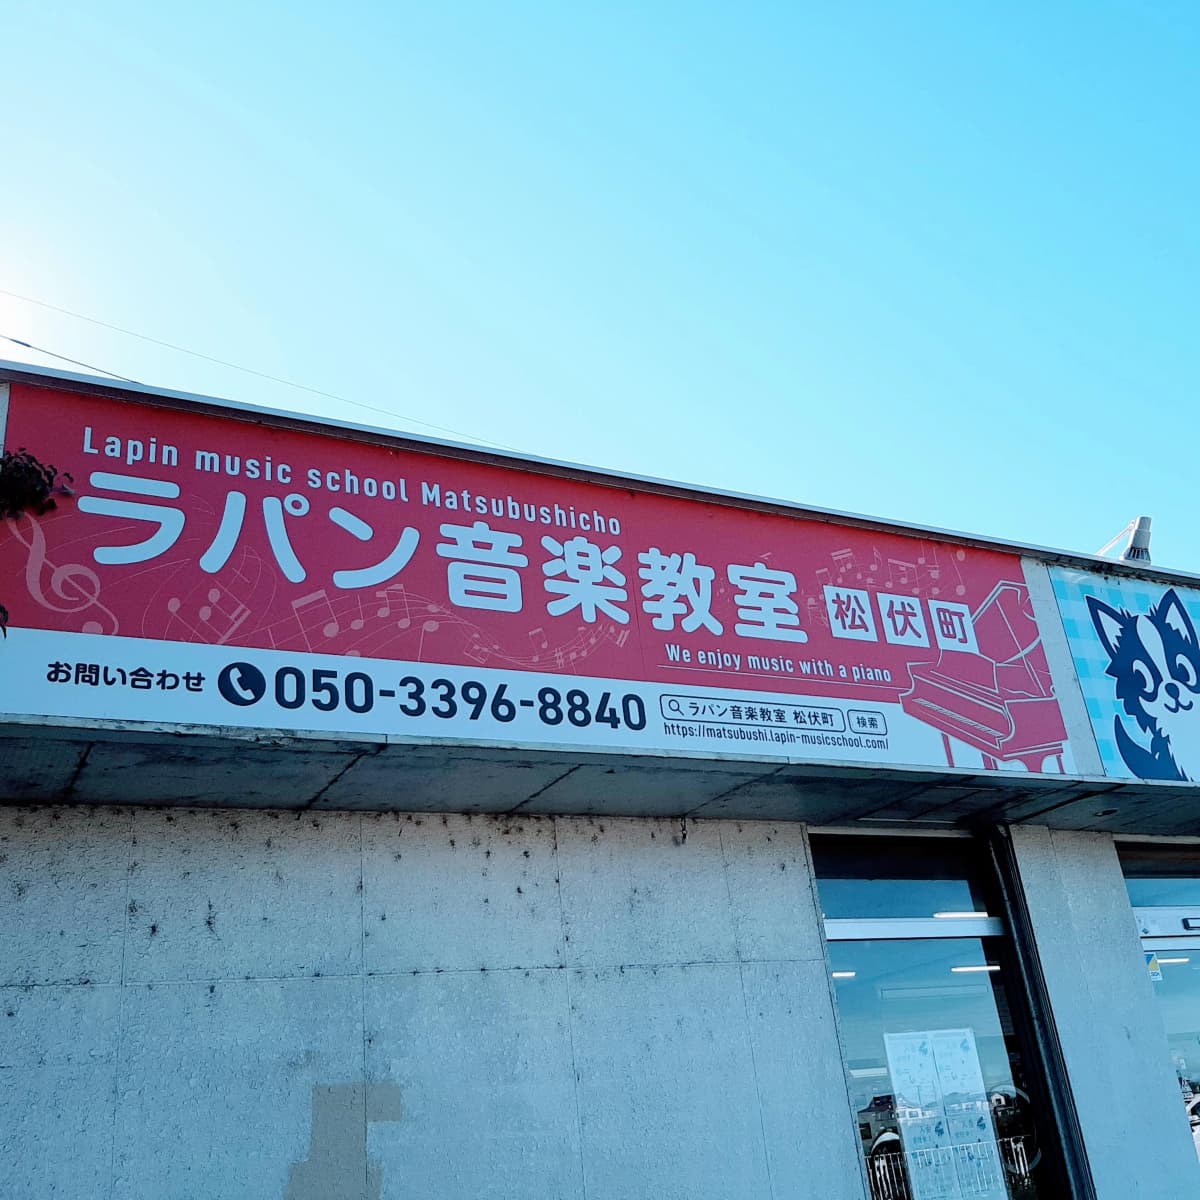 Lapin music school Matsubushicho
ラパン音楽教室 松伏町
We enjoy music with a piano
お問い合わせ 050-3396-8840
ラパン音楽教室 松伏町 検索
https://matsubushi.lapin-musicschool.com/